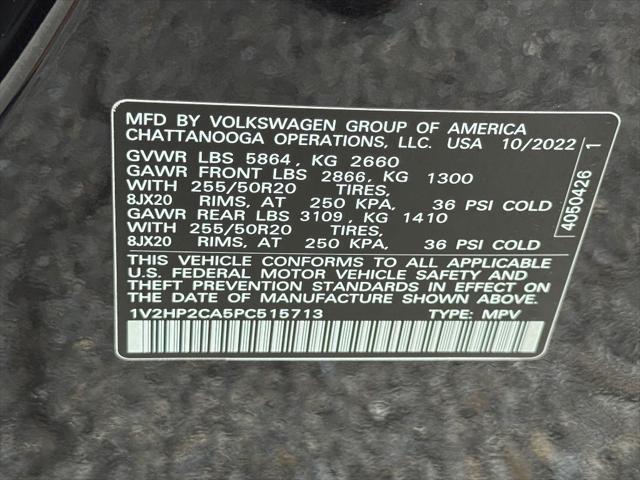 MFD BY VOLKSWAGEN GROUP OF AMERICA
CHATTANOOGA OPERATIONS, LLC. USA 10/2022
GVWR LBS 5864, KG 2660
GAWR FRONT LBS 2866, KG 1300
WITH 255/50R20 TIRES,
8JX20 RIMS, AT 250 KPA, 36 PSI COLD
GAWR REAR LBS 3109, KG 1410
WITH 255/50R20 TIRES,
8JX20 RIMS, AT 250 KPA, 36 PSI COLD
THIS VEHICLE CONFORMS TO ALL APPLICABLE
U.S. FEDERAL MOTOR VEHICLE SAFETY AND
THEFT PREVENTION STANDARDS IN EFFECT
ON THE DATE OF MANUFACTURE SHOWN ABOVE.
1V2HP2CA5PC515713 TYPE: MPV
4050426 1